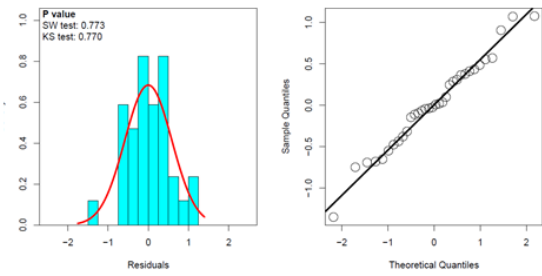 P value
SW test: 0.773
KS test: 0.770
1.0
0.8
0.6
0.4
0.2
0.0
−2 −1 0 1 2
Residuals
Sample Quantiles
1.0
0.5
0.0
−0.5
−1.0
−2 −1 0 1 2
Theoretical Quantiles